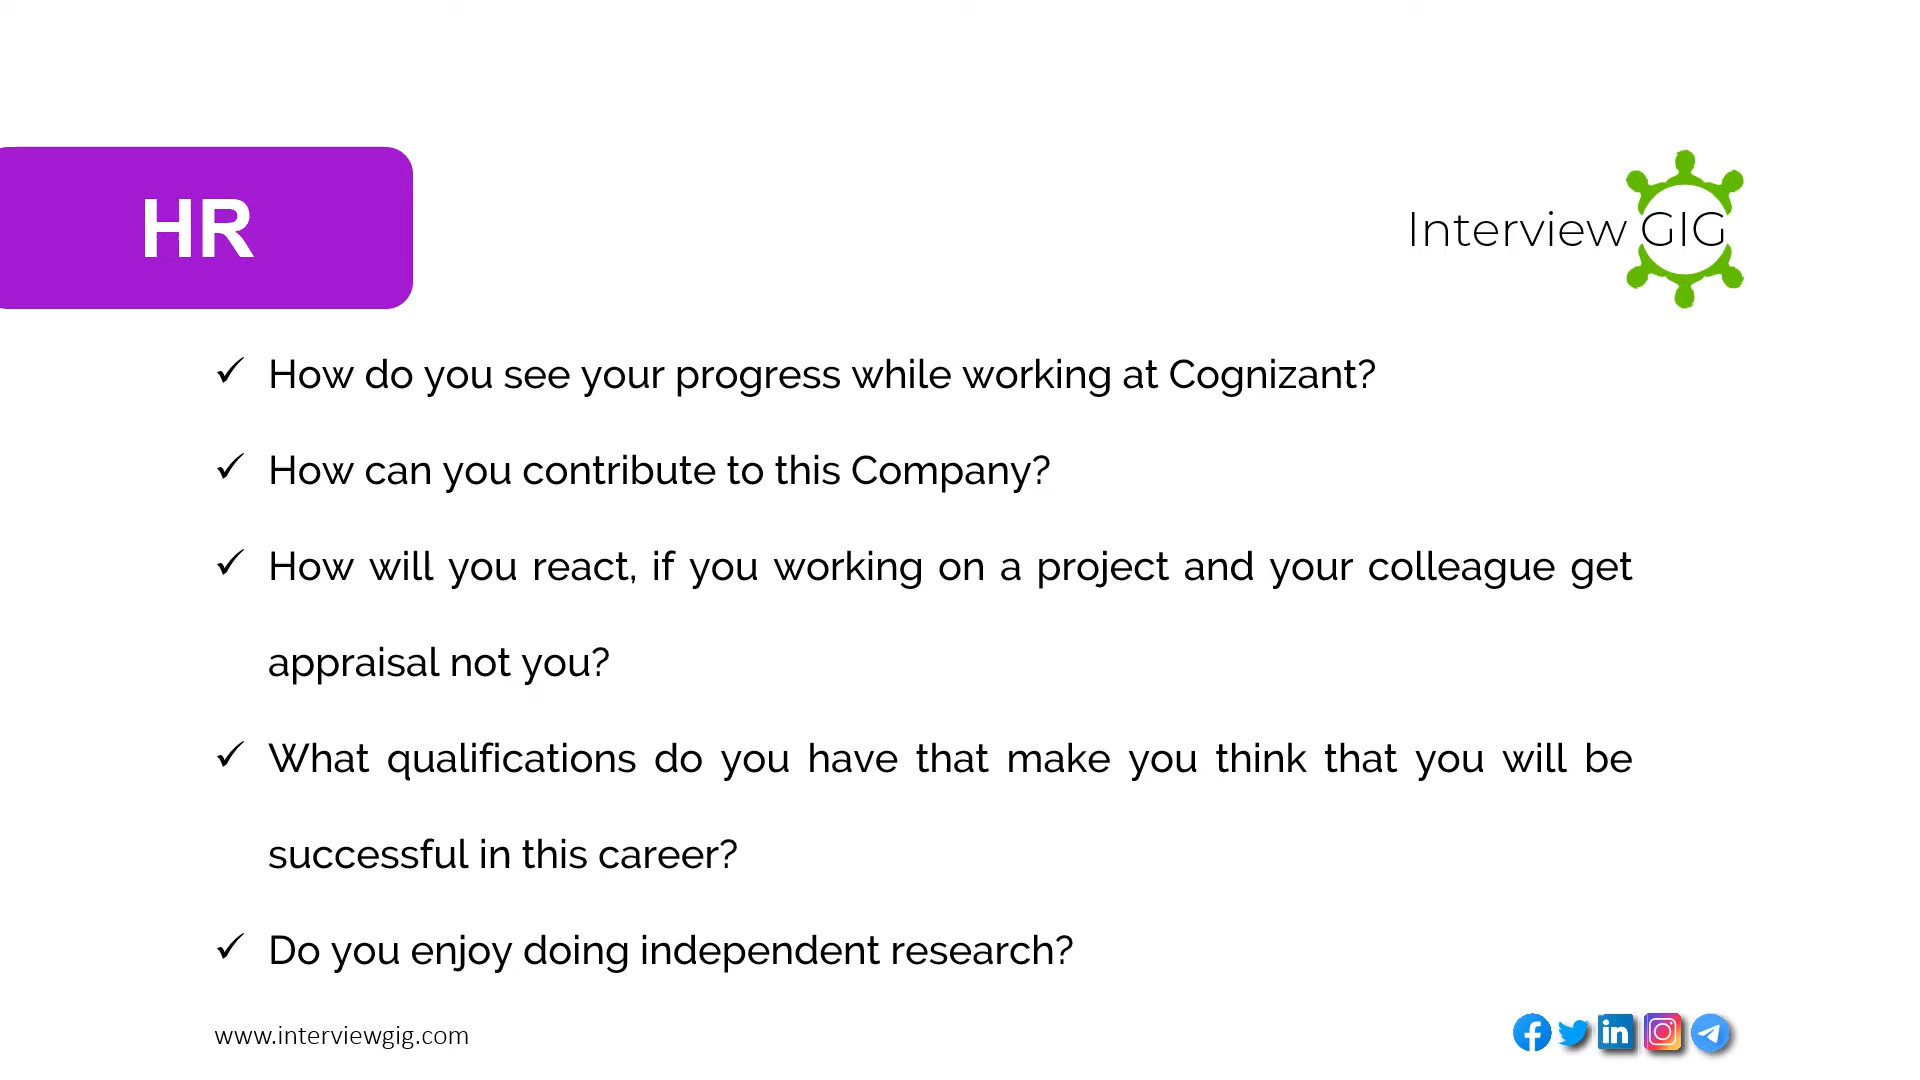 HR
Interview GIG
How do you see your progress while working at Cognizant?
How can you contribute to this Company?
How will you react, if you working on a project and your colleague get
appraisal not you?
What qualifications do you have that make you think that you will be
successful in this career?
Do you enjoy doing independent research?
www.interviewgig.com